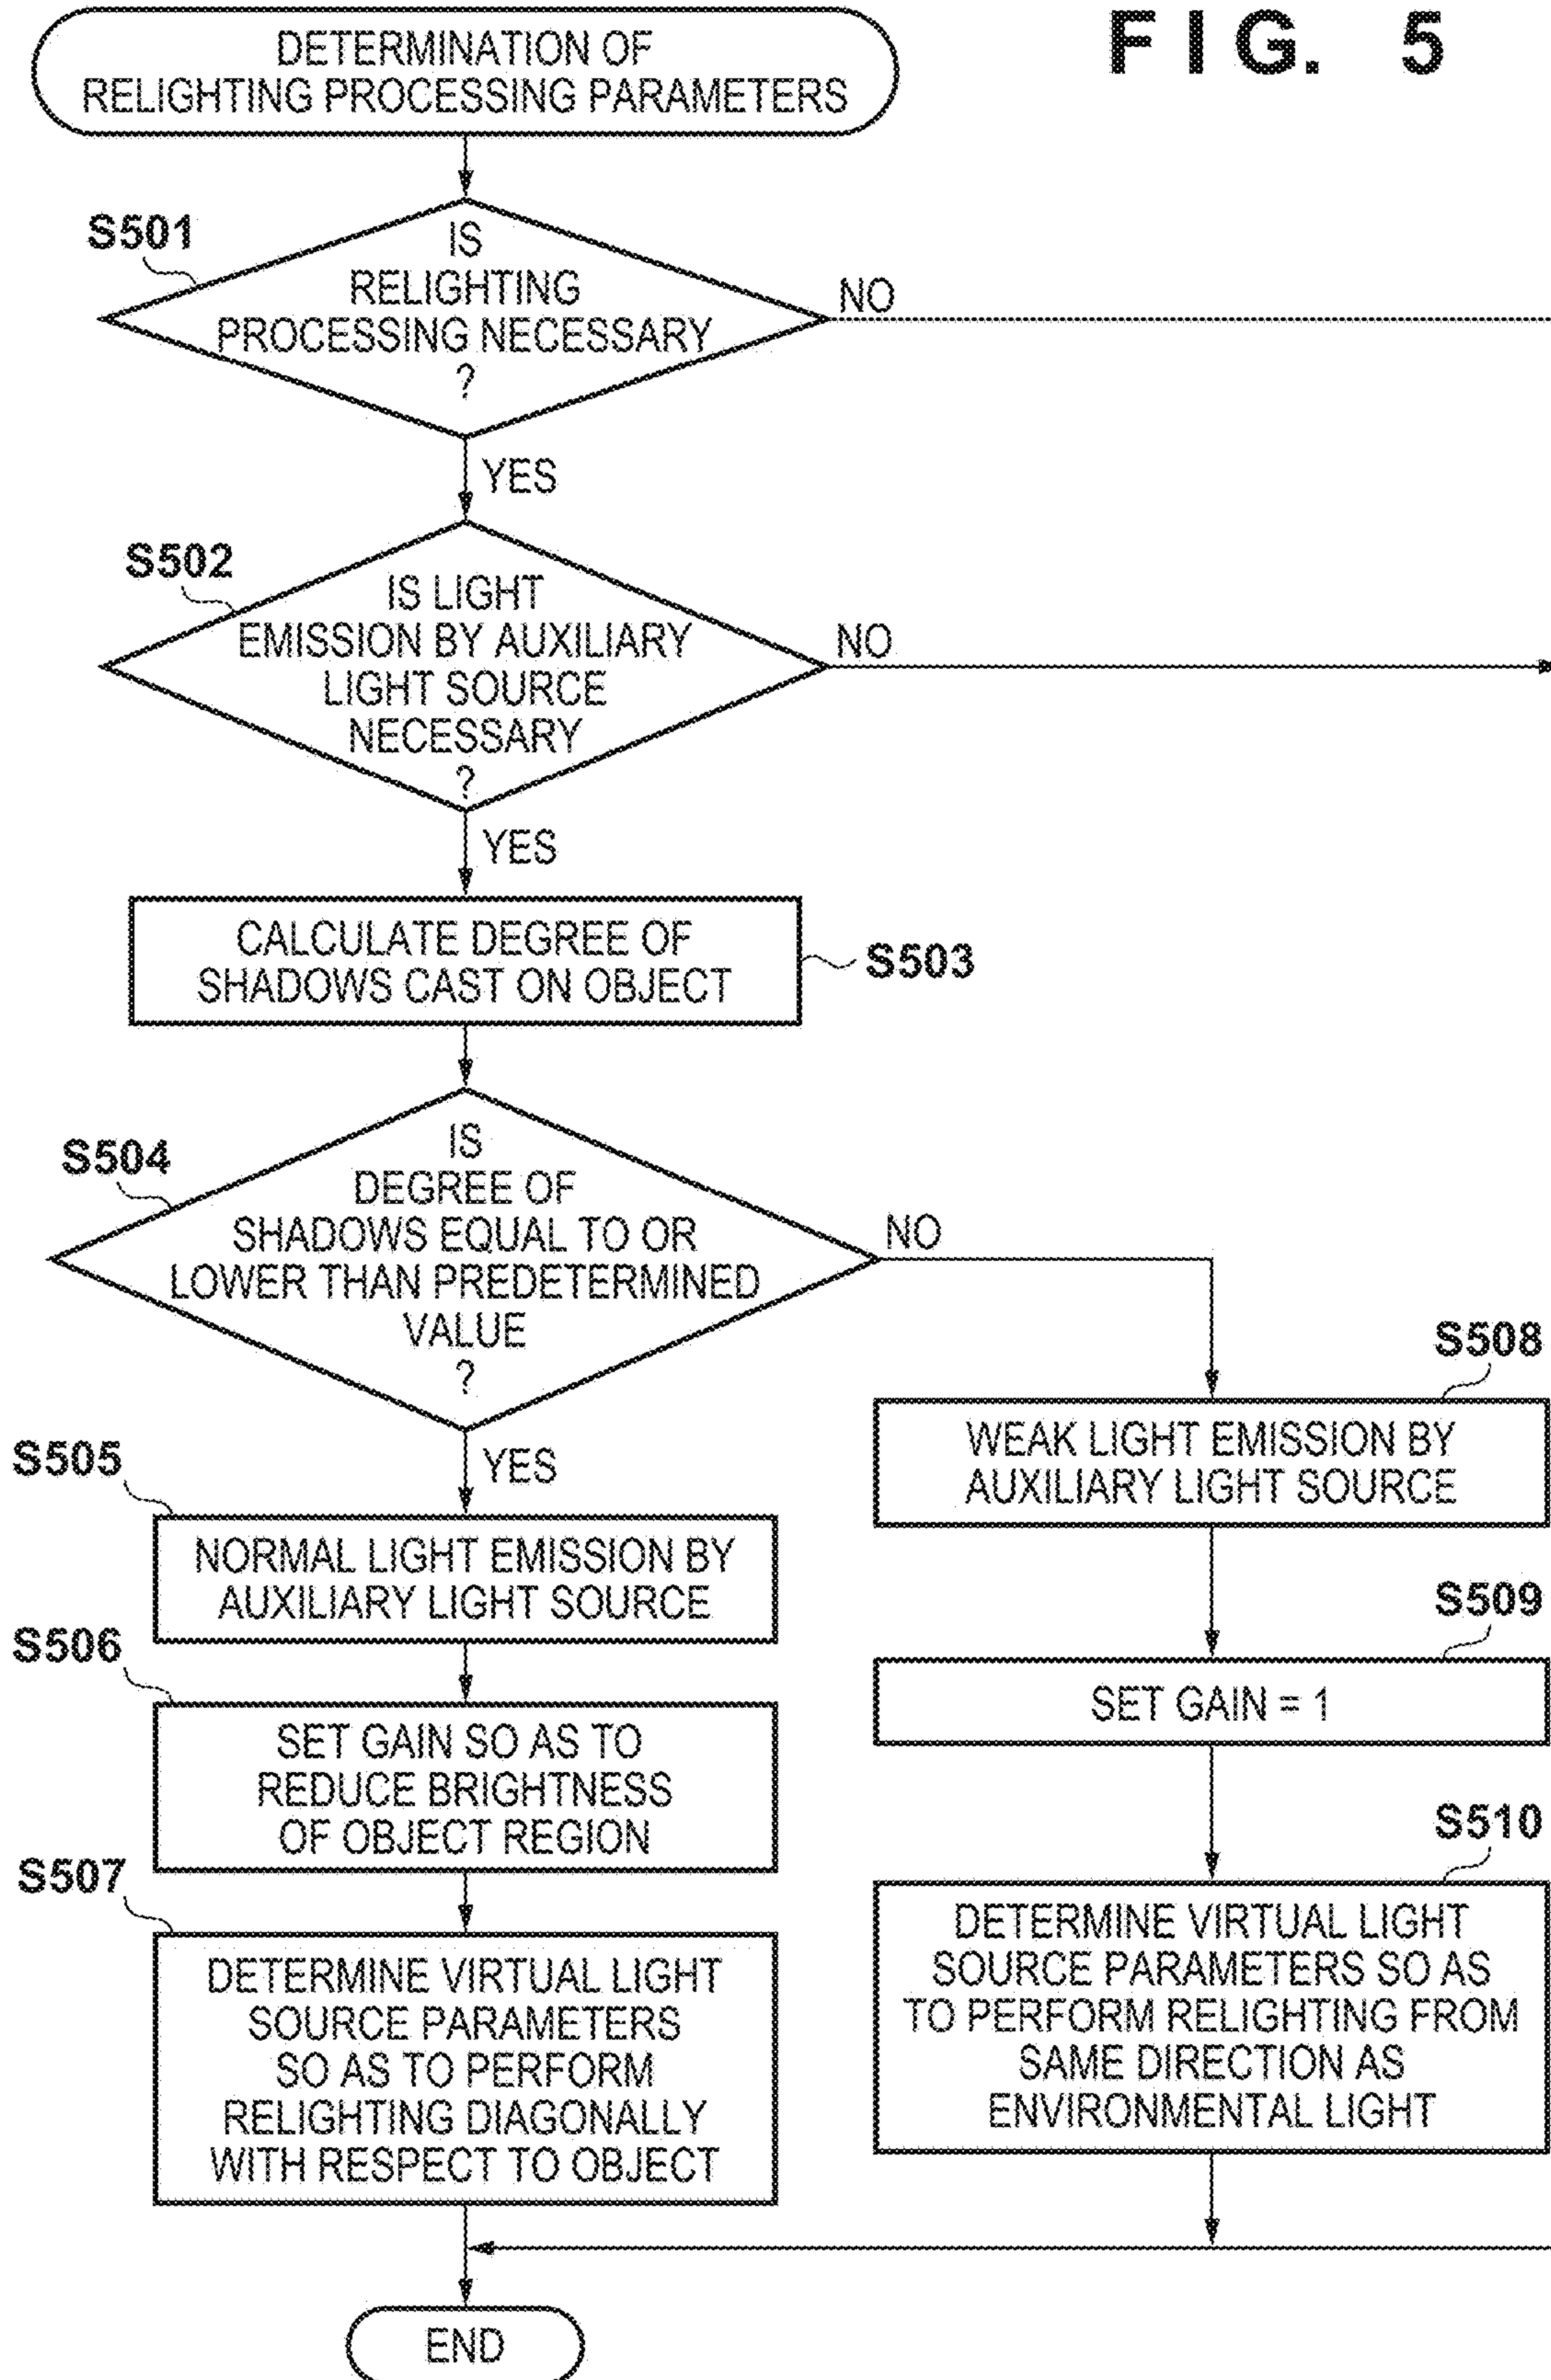 FIG. 5
DETERMINATION OF
RELIGHTING PROCESSING PARAMETERS
S501
IS
RELIGHTING
PROCESSING NECESSARY
?
NO
YES
S502
IS LIGHT
EMISSION BY AUXILIARY
LIGHT SOURCE
NECESSARY
?
NO
YES
CALCULATE DEGREE OF
SHADOWS CAST ON OBJECT
S503
S504
IS
DEGREE OF
SHADOWS EQUAL TO OR
LOWER THAN PREDETERMINED
VALUE
?
NO
YES
S505
NORMAL LIGHT EMISSION BY
AUXILIARY LIGHT SOURCE
S506
SET GAIN SO AS TO
REDUCE BRIGHTNESS
OF OBJECT REGION
S507
DETERMINE VIRTUAL LIGHT
SOURCE PARAMETERS
SO AS TO PERFORM
RELIGHTING DIAGONALLY
WITH RESPECT TO OBJECT
S508
WEAK LIGHT EMISSION BY
AUXILIARY LIGHT SOURCE
S509
SET GAIN = 1
S510
DETERMINE VIRTUAL LIGHT
SOURCE PARAMETERS SO AS
TO PERFORM RELIGHTING FROM
SAME DIRECTION AS
ENVIRONMENTAL LIGHT
END